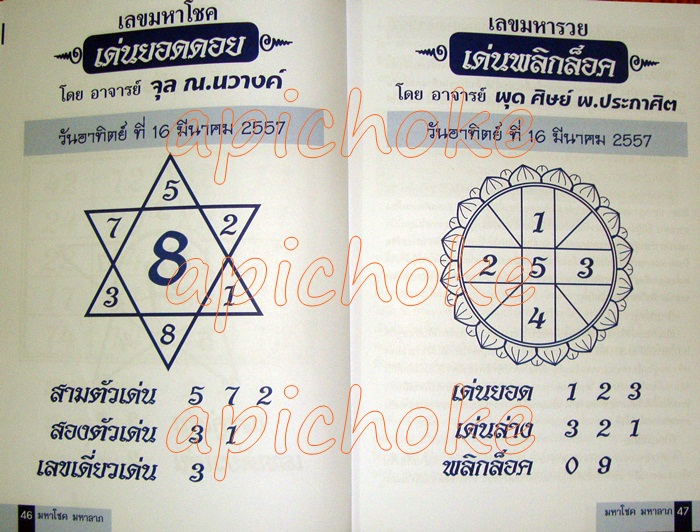 เลขมหาโชค
เด่นยอดดอย
โดย อาจารย์ จุล ณ.นวางค์
วันอาทิตย์ ที่ 16 มีนาคม 2557
5
7 2
8
3 1
8
สามตัวเด่น 5 7 2
สองตัวเด่น 3 1
เลขเดี่ยวเด่น 3
46 มหาโชค มหาลาภ
เลขมหารวย
เด่นพลิกล็อค
โดย อาจารย์ พุด ศิษย์ พ.ประกาศิต
วันอาทิตย์ ที่ 16 มีนาคม 2557
1
2 5 3
4
เด่นยอด 1 2 3
เด่นล่าง 3 2 1
พลิกล็อค 0 9
มหาโชค มหาลาภ 47
apichoke
apichoke
apichoke